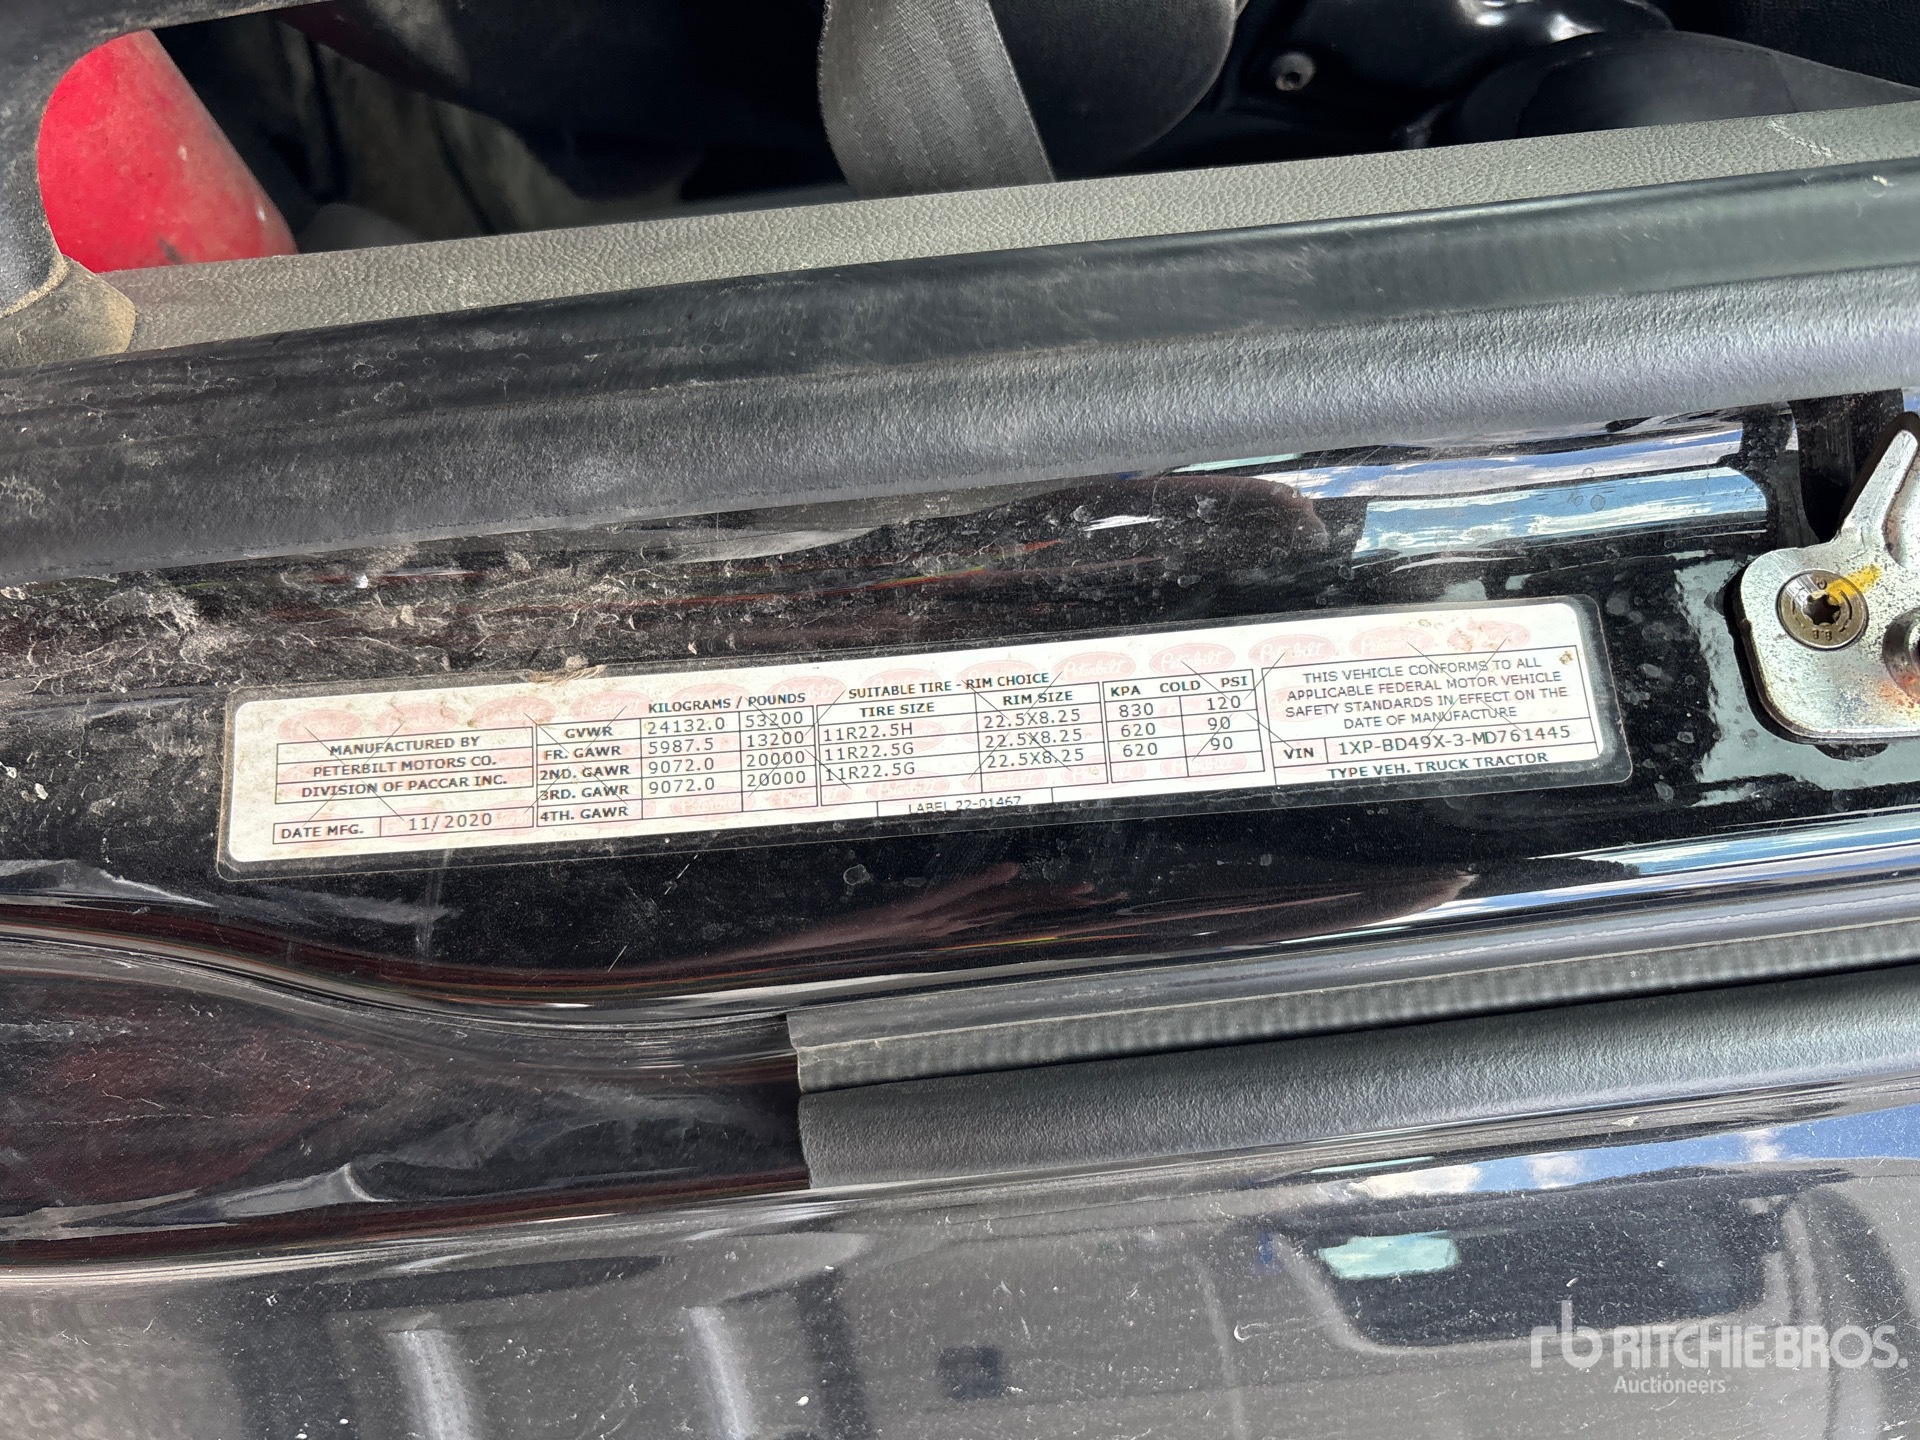 Peterbilt Peterbilt Peterbilt
MANUFACTURED BY
PETERBILT MOTORS CO.
DIVISION OF PACCAR INC.
DATE MFG. 11/2020
KILOGRAMS / POUNDS
GVWR 24132.0 53200
FR. GAWR 5987.5 13200
2ND. GAWR 9072.0 20000
3RD. GAWR 9072.0 20000
4TH. GAWR
SUITABLE TIRE - RIM CHOICE
TIRE SIZE RIM SIZE
11R22.5H 22.5X8.25
11R22.5G 22.5X8.25
11R22.5G 22.5X8.25
KPA COLD PSI
830 120
620 90
620 90
LABEL 22-01467
THIS VEHICLE CONFORMS TO ALL
APPLICABLE FEDERAL MOTOR VEHICLE
SAFETY STANDARDS IN EFFECT ON THE
DATE OF MANUFACTURE
VIN 1XP-BD49X-3-MD761445
TYPE VEH. TRUCK TRACTOR
rb RITCHIE BROS.
Auctioneers